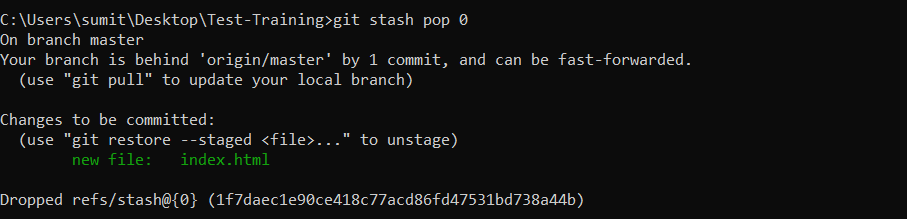 C:\Users\sumit\Desktop\Test-Training>git stash pop 0
On branch master
Your branch is behind 'origin/master' by 1 commit, and can be fast-forwarded.
  (use "git pull" to update your local branch)
Changes to be committed:
  (use "git restore --staged <file>..." to unstage)
        new file:   index.html
Dropped refs/stash@{0} (1f7daec1e90ce418c77acd86fd47531bd738a44b)